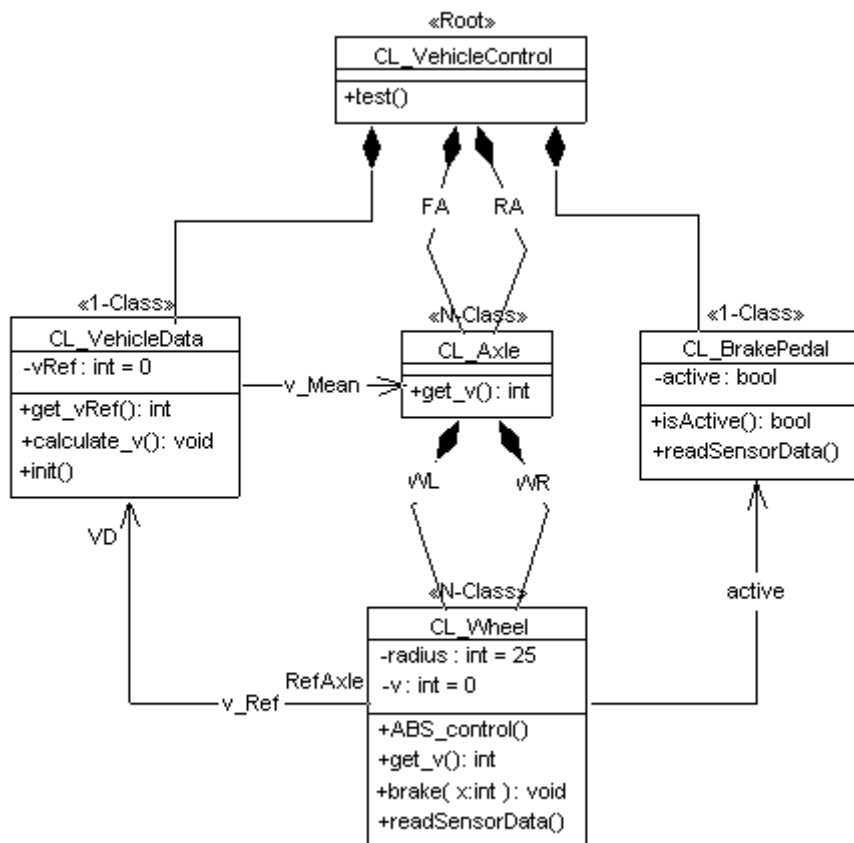 «Root»
CL_VehicleControl
+test()
FA
RA
«1-Class»
CL_VehicleData
-vRef : int = 0
+get_vRef(): int
+calculate_v(): void
+init()
v_Mean
«N-Class»
CL_Axle
+get_v(): int
«1-Class»
CL_BrakePedal
-active : bool
+isActive(): bool
+readSensorData()
WL
WR
VD
active
RefAxle
v_Ref
«N-Class»
CL_Wheel
-radius : int = 25
-v : int = 0
+ABS_control()
+get_v(): int
+brake( x:int ) : void
+readSensorData()